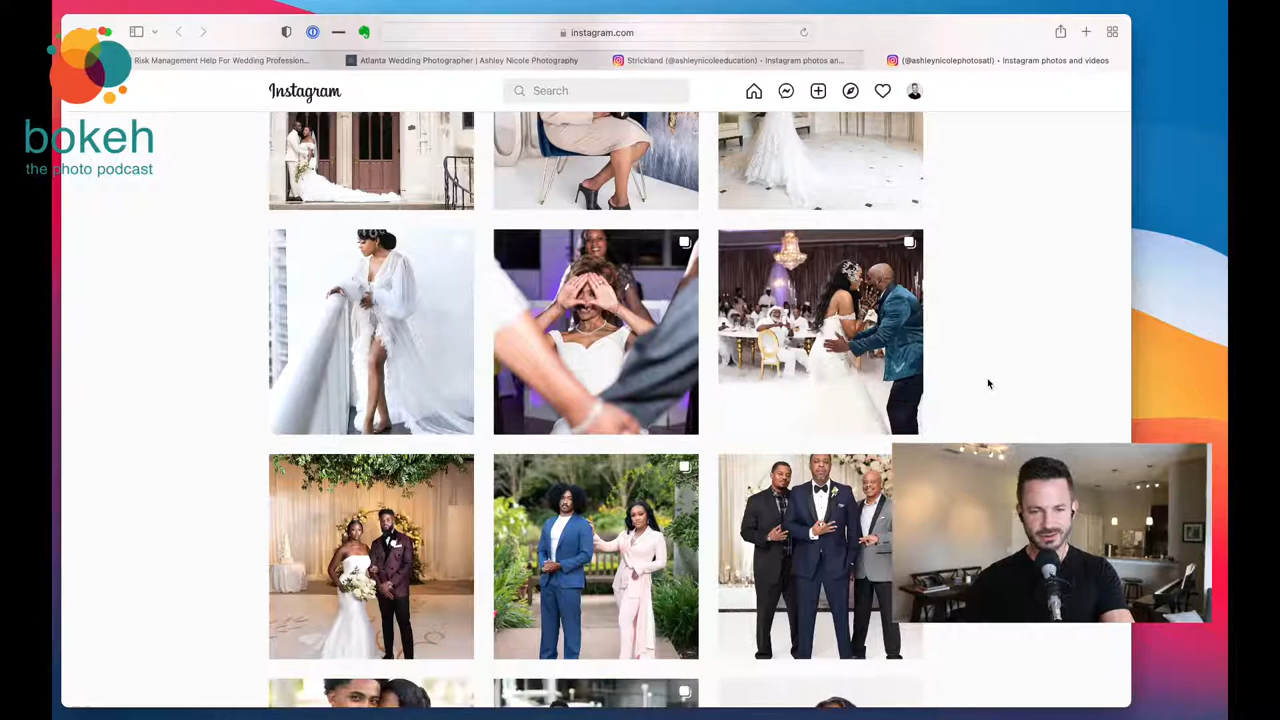 bokeh
the photo podcast
instagram.com
Risk Management Help For Wedding Profession...
Atlanta Wedding Photographer | Ashley Nicole Photography
Strickland (@ashleynicoleeducation) • Instagram photos an...
(@ashleynicolephotosatl) • Instagram photos and videos
Instagram
Search